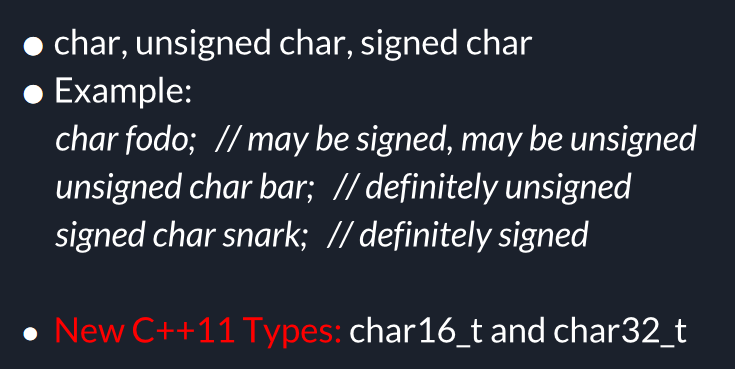 ● char, unsigned char, signed char
● Example:
char fodo; // may be signed, may be unsigned
unsigned char bar; // definitely unsigned
signed char snark; // definitely signed
● New C++11 Types: char16_t and char32_t